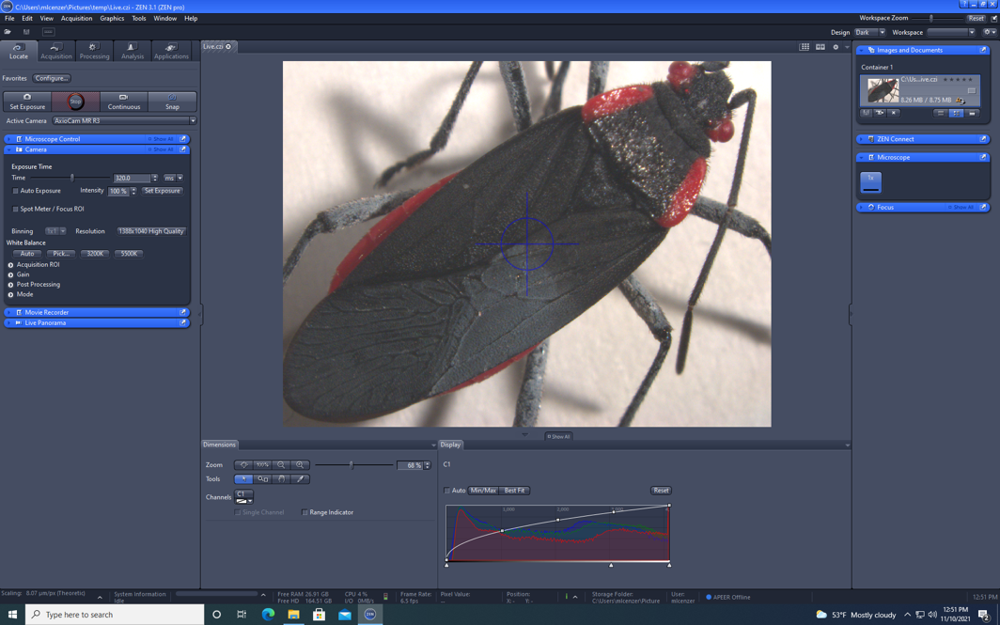 C:\Users\mlcenzer\Pictures\temp\Live.czi - ZEN 3.1 (ZEN pro)
File Edit View Acquisition Graphics Tools Window Help
Workspace Zoom Reset
Design Dark Workspace
Locate Acquisition Processing Analysis Applications
Live.czi
Images and Documents
Container 1
C:\Us...ive.czi
8.26 MB / 8.75 MB
Favorites Configure...
Set Exposure Stop Continuous Snap
Active Camera AxioCam MR R3
Microscope Control Show All
Camera Show All
Exposure Time
Time 320.0 ms
Auto Exposure Intensity 100 % Set Exposure
Spot Meter / Focus ROI
Binning 1x1 Resolution 1388x1040 High Quality
White Balance
Auto Pick... 3200K 5500K
Acquisition ROI
Gain
Post Processing
Mode
Movie Recorder
Live Panorama
ZEN Connect
Microscope
1x
Focus Show All
Show All
Dimensions
Zoom 100% 68 %
Tools
Channels C1
Single Channel Range Indicator
Display
C1
Auto Min/Max Best Fit Reset
1,000 2,000 3,000
Scaling: 8.07 µm/px (Theoretic)
System Information
Idle
Free RAM 26.91 GB
Free HD 164.51 GB
CPU 4 %
I/O 0MB/s
Frame Rate:
6.5 fps
Pixel Value:
--
Position:
X: - Y: -
Storage Folder:
C:\Users\mlcenzer\Pictures
User:
mlcenzer
APEER Offline
12:51 PM
Type here to search
ZEN
53°F Mostly cloudy
12:51 PM
11/10/2021
2